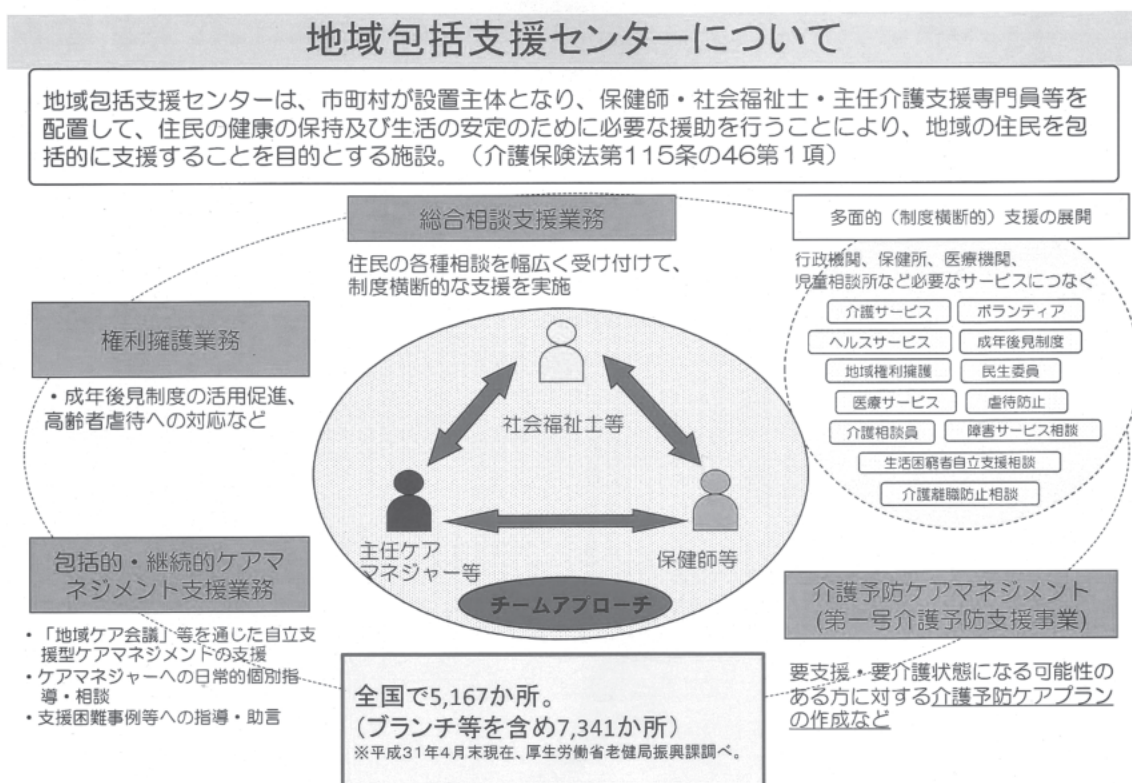 地域包括支援センターについて
地域包括支援センターは、市町村が設置主体となり、保健師・社会福祉士・主任介護支援専門員等を
配置して、住民の健康の保持及び生活の安定のために必要な援助を行うことにより、地域の住民を包
括的に支援することを目的とする施設。（介護保険法第115条の46第１項）
総合相談支援業務
住民の各種相談を幅広く受け付けて、
制度横断的な支援を実施
多面的（制度横断的）支援の展開
行政機関、保健所、医療機関、
児童相談所など必要なサービスにつなぐ
介護サービス
ボランティア
ヘルスサービス
成年後見制度
地域権利擁護
民生委員
医療サービス
虐待防止
介護相談員
障害サービス相談
生活困窮者自立支援相談
介護離職防止相談
権利擁護業務
・成年後見制度の活用促進、
高齢者虐待への対応など
社会福祉士等
主任ケア
マネジャー等
保健師等
チームアプローチ
包括的・継続的ケアマ
ネジメント支援業務
・「地域ケア会議」等を通じた自立支
援型ケアマネジメントの支援
・ケアマネジャーへの日常的個別指
導・相談
・支援困難事例等への指導・助言
介護予防ケアマネジメント
(第一号介護予防支援事業)
要支援・要介護状態になる可能性の
ある方に対する介護予防ケアプラン
の作成など
全国で5,167か所。
（ブランチ等を含め7,341か所）
※平成31年4月末現在、厚生労働省老健局振興課調べ。